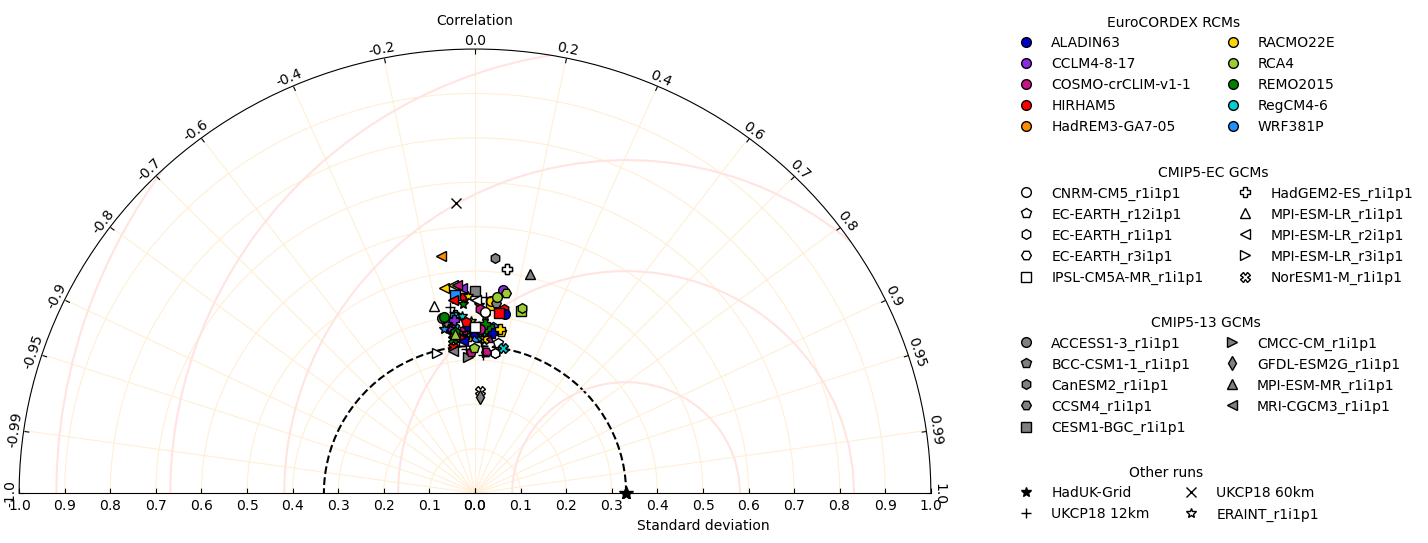 Correlation
-1.0
-0.99
-0.95
-0.9
-0.8
-0.7
-0.6
-0.4
-0.2
0.0
0.2
0.4
0.6
0.7
0.8
0.9
0.95
0.99
1.0
1.0 0.9 0.8 0.7 0.6 0.5 0.4 0.3 0.2 0.1 0.0 0.1 0.2 0.3 0.4 0.5 0.6 0.7 0.8 0.9 1.0
Standard deviation
EuroCORDEX RCMs
ALADIN63 RACMO22E
CCLM4-8-17 RCA4
COSMO-crCLIM-v1-1 REMO2015
HIRHAM5 RegCM4-6
HadREM3-GA7-05 WRF381P
CMIP5-EC GCMs
CNRM-CM5_r1i1p1 HadGEM2-ES_r1i1p1
EC-EARTH_r12i1p1 MPI-ESM-LR_r1i1p1
EC-EARTH_r1i1p1 MPI-ESM-LR_r2i1p1
EC-EARTH_r3i1p1 MPI-ESM-LR_r3i1p1
IPSL-CM5A-MR_r1i1p1 NorESM1-M_r1i1p1
CMIP5-13 GCMs
ACCESS1-3_r1i1p1 CMCC-CM_r1i1p1
BCC-CSM1-1_r1i1p1 GFDL-ESM2G_r1i1p1
CanESM2_r1i1p1 MPI-ESM-MR_r1i1p1
CCSM4_r1i1p1 MRI-CGCM3_r1i1p1
CESM1-BGC_r1i1p1
Other runs
HadUK-Grid UKCP18 60km
UKCP18 12km ERAINT_r1i1p1